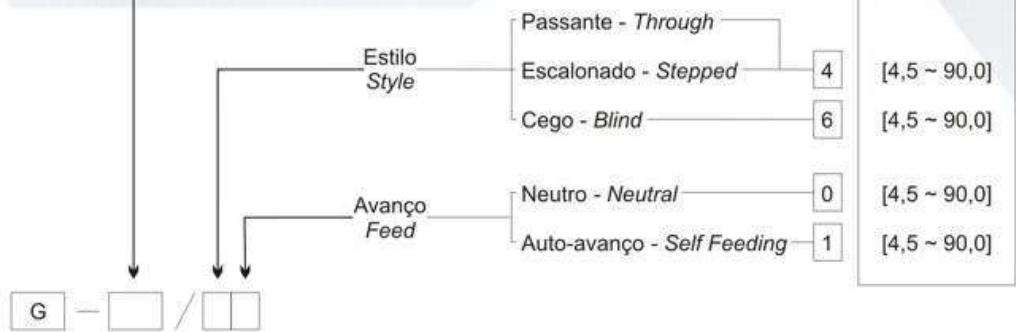 Passante - Through
Estilo
Style
Escalonado - Stepped 4 [4,5 ~ 90,0]
Cego - Blind 6 [4,5 ~ 90,0]
Neutro - Neutral 0 [4,5 ~ 90,0]
Avanço
Feed
Auto-avanço - Self Feeding 1 [4,5 ~ 90,0]
G — /